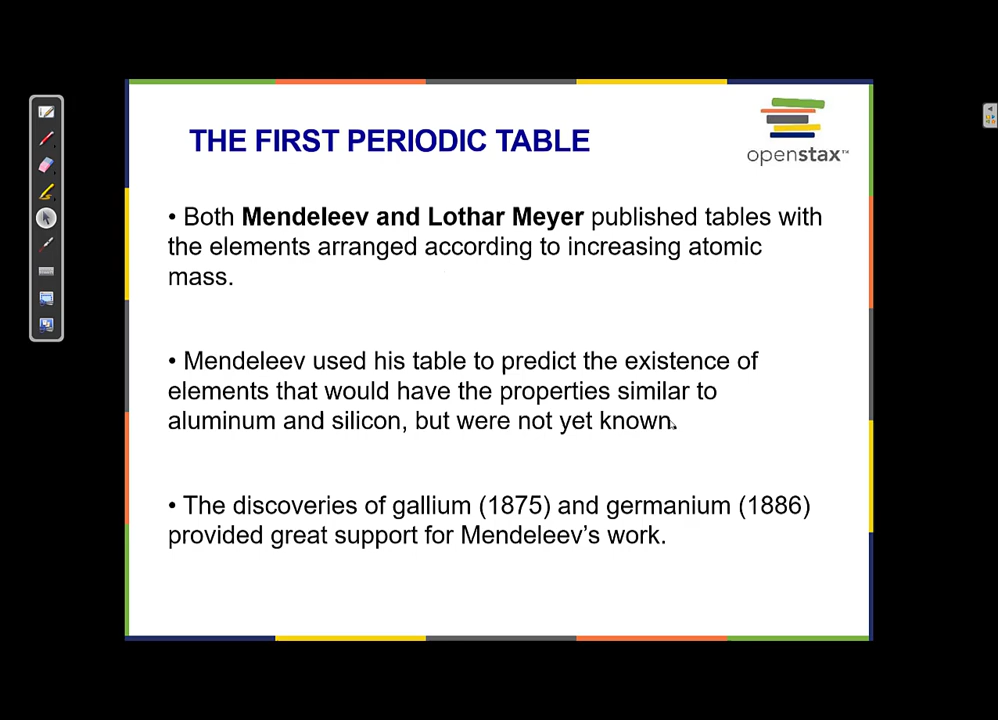 THE FIRST PERIODIC TABLE
openstax™
• Both Mendeleev and Lothar Meyer published tables with
the elements arranged according to increasing atomic
mass.
• Mendeleev used his table to predict the existence of
elements that would have the properties similar to
aluminum and silicon, but were not yet known.
• The discoveries of gallium (1875) and germanium (1886)
provided great support for Mendeleev’s work.